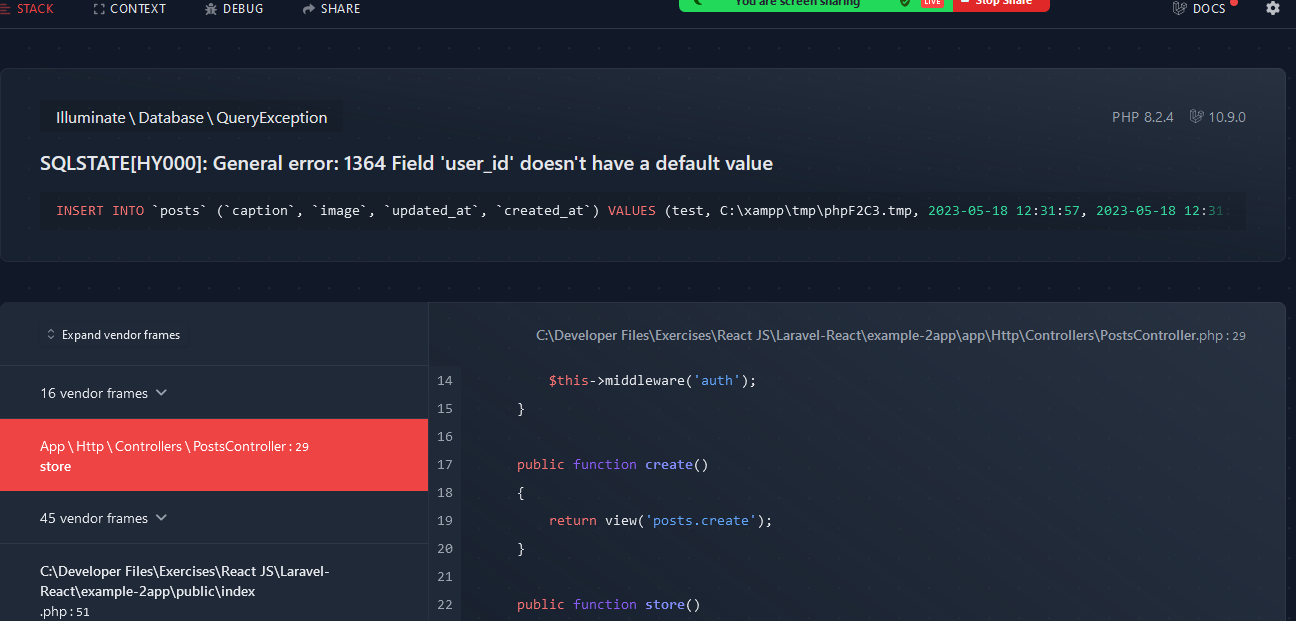 STACK CONTEXT DEBUG SHARE You are screen sharing LIVE Stop Share DOCS
Illuminate\Database\QueryException PHP 8.2.4 10.9.0
SQLSTATE[HY000]: General error: 1364 Field 'user_id' doesn't have a default value
INSERT INTO `posts` (`caption`, `image`, `updated_at`, `created_at`) VALUES (test, C:\xampp\tmp\phpF2C3.tmp, 2023-05-18 12:31:57, 2023-05-18 12:31:
Expand vendor frames
16 vendor frames
App\Http\Controllers\PostsController:29
store
45 vendor frames
C:\Developer Files\Exercises\React JS\Laravel-
React\example-2app\public\index
.php:51
C:\Developer Files\Exercises\React JS\Laravel-React\example-2app\app\Http\Controllers\PostsController.php:29
14 $this->middleware('auth');
15 }
16
17 public function create()
18 {
19 return view('posts.create');
20 }
21
22 public function store()